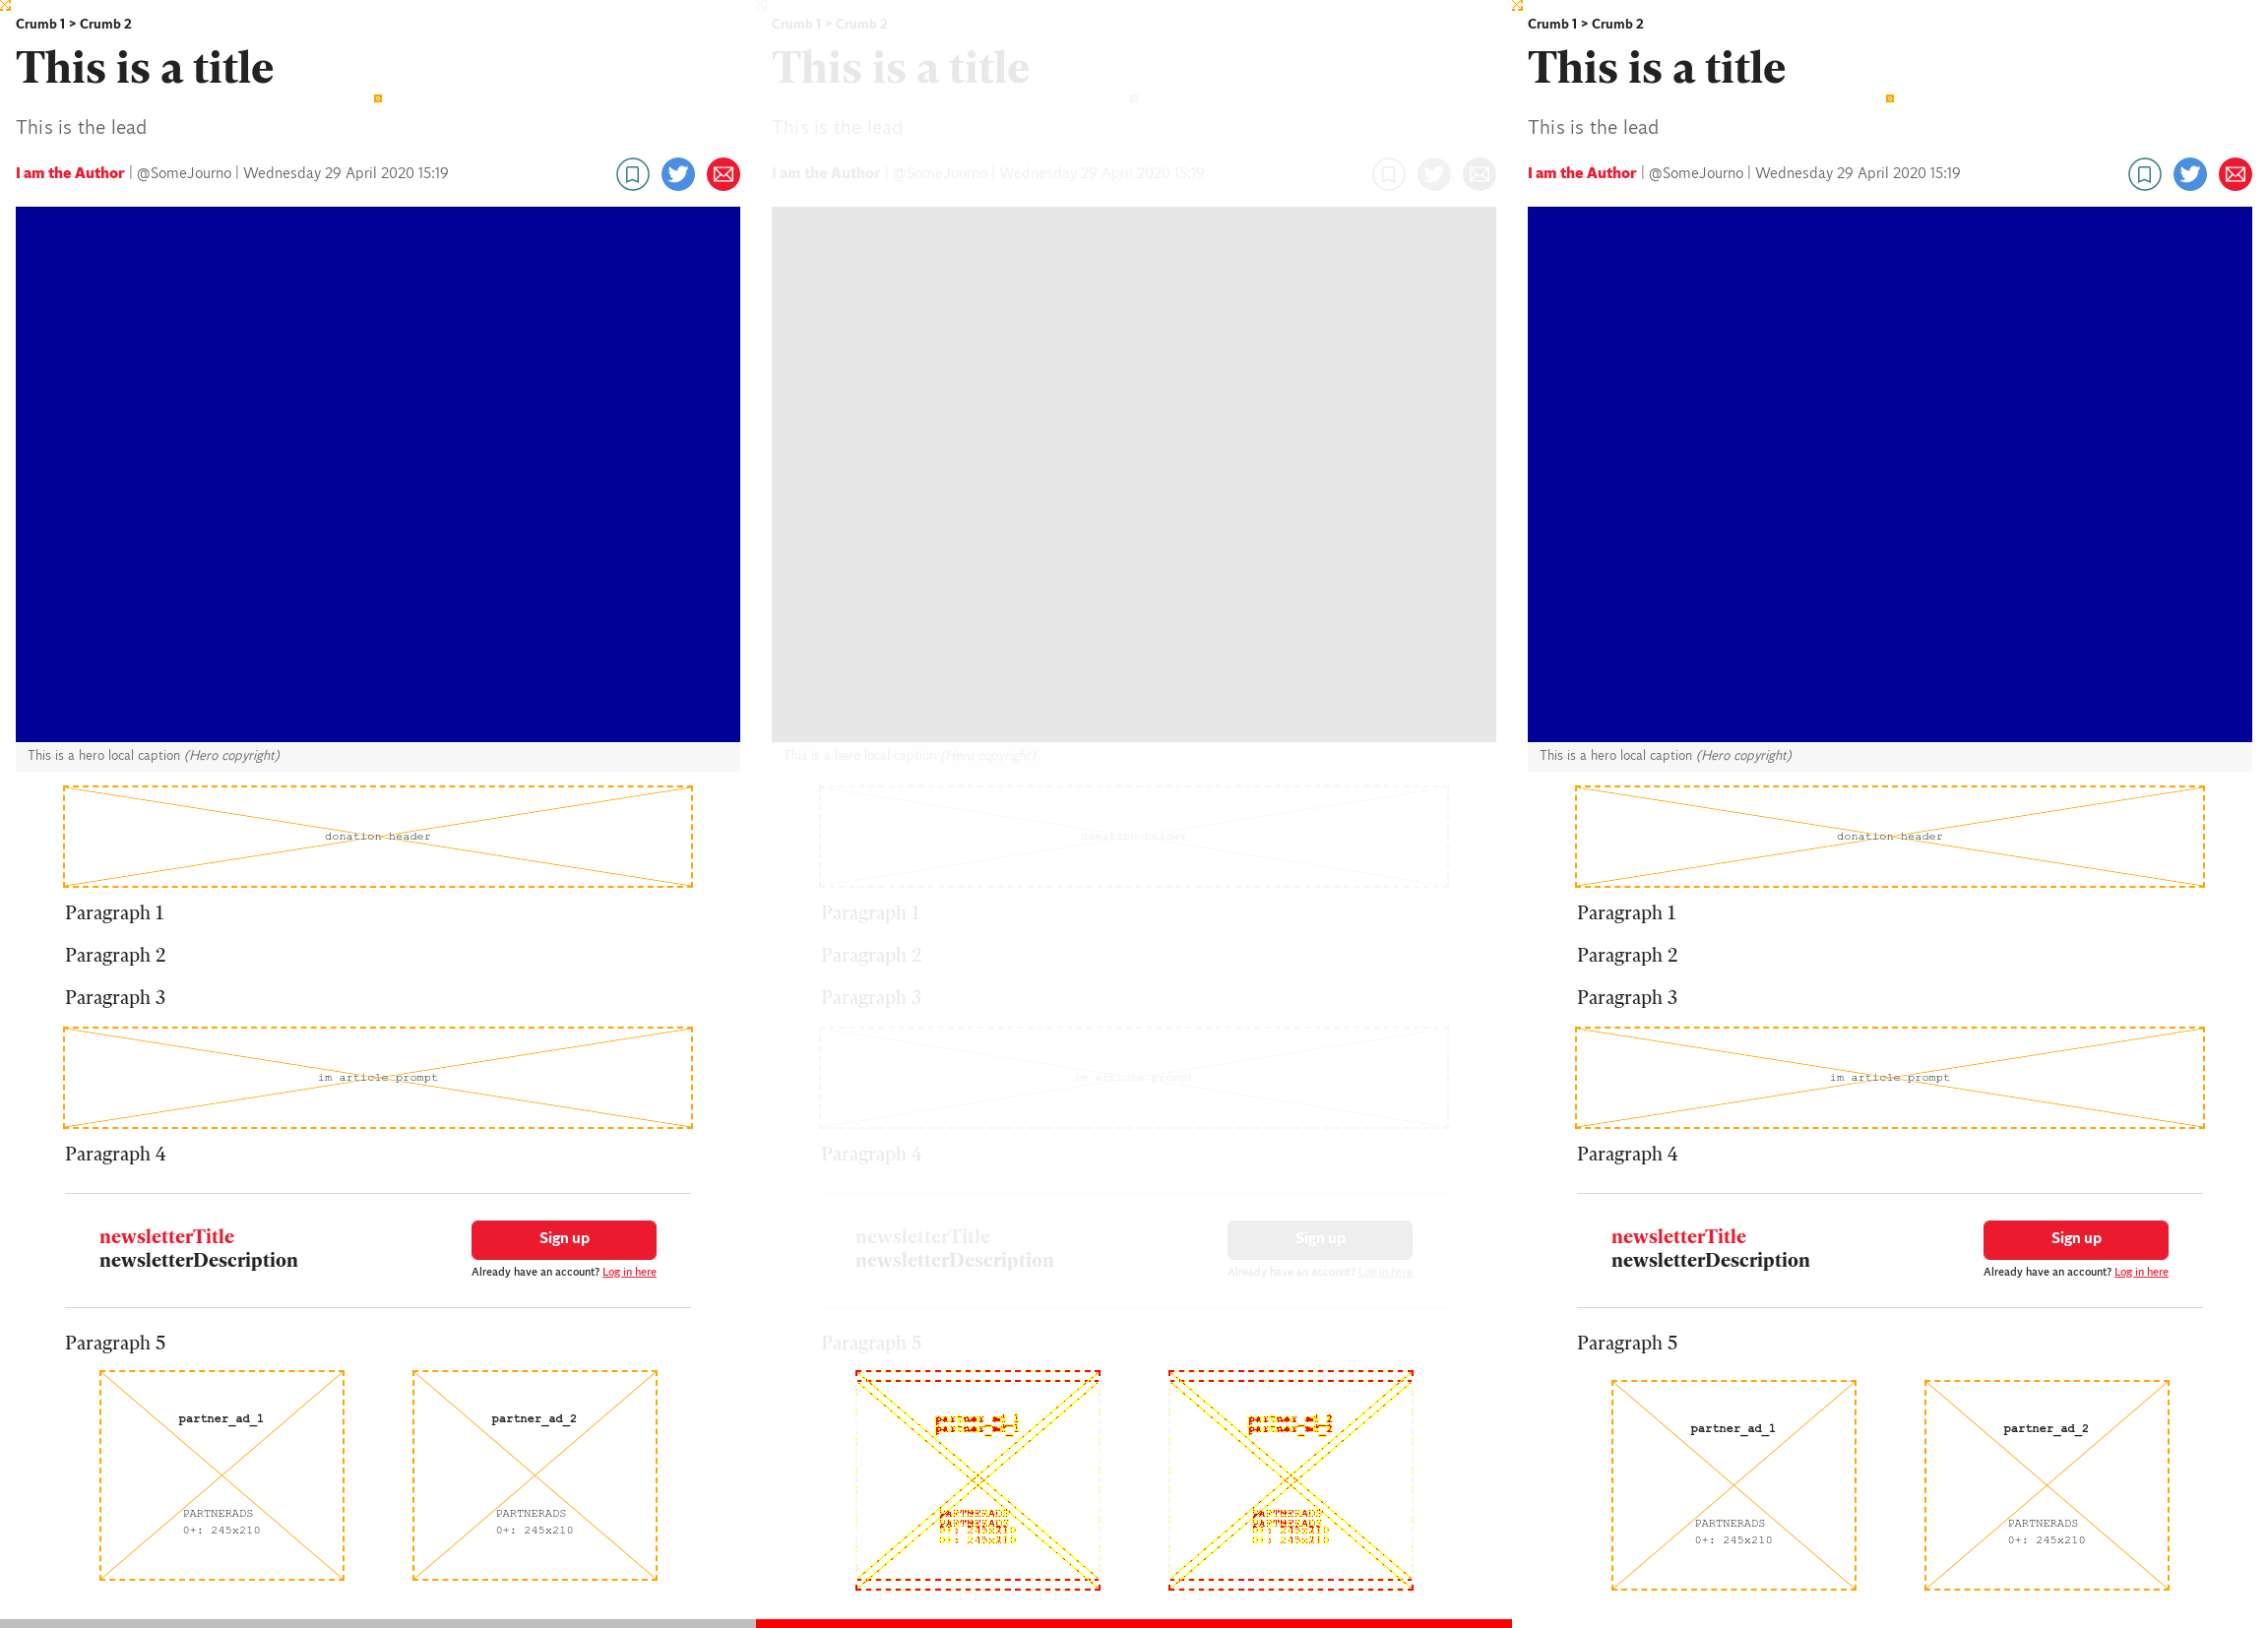 Crumb 1 > Crumb 2
This is a title
This is the lead
I am the Author | @SomeJourno | Wednesday 29 April 2020 15:19
This is a hero local caption (Hero copyright)
donation header
Paragraph 1
Paragraph 2
Paragraph 3
im article prompt
Paragraph 4
newsletterTitle
newsletterDescription
Sign up
Already have an account? Log in here
Paragraph 5
partner_ad_1
PARTNERADS
0+: 245x210
partner_ad_2
PARTNERADS
0+: 245x210
Crumb 1 > Crumb 2
This is a title
This is the lead
I am the Author | @SomeJourno | Wednesday 29 April 2020 15:19
This is a hero local caption (Hero copyright)
donation header
Paragraph 1
Paragraph 2
Paragraph 3
im article prompt
Paragraph 4
newsletterTitle
newsletterDescription
Sign up
Already have an account? Log in here
Paragraph 5
partner_ad_1
partner_ad_1
PARTNERADS
PARTNERADS
0+: 245x210
0+: 245x210
partner_ad_2
partner_ad_2
PARTNERADS
PARTNERADS
0+: 245x210
0+: 245x210
Crumb 1 > Crumb 2
This is a title
This is the lead
I am the Author | @SomeJourno | Wednesday 29 April 2020 15:19
This is a hero local caption (Hero copyright)
donation header
Paragraph 1
Paragraph 2
Paragraph 3
im article prompt
Paragraph 4
newsletterTitle
newsletterDescription
Sign up
Already have an account? Log in here
Paragraph 5
partner_ad_1
PARTNERADS
0+: 245x210
partner_ad_2
PARTNERADS
0+: 245x210